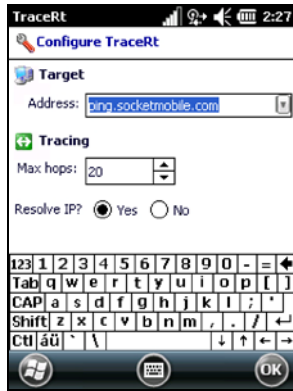 TraceRt 2:27
Configure TraceRt
Target
Address: ping.socketmobile.com
Tracing
Max hops: 20
Resolve IP? Yes No
123 1 2 3 4 5 6 7 8 9 0 - =
Tab q w e r t y u i o p [ ]
CAP a s d f g h j k l ; '
Shift z x c v b n m , . /
Ctl áü ` \
OK